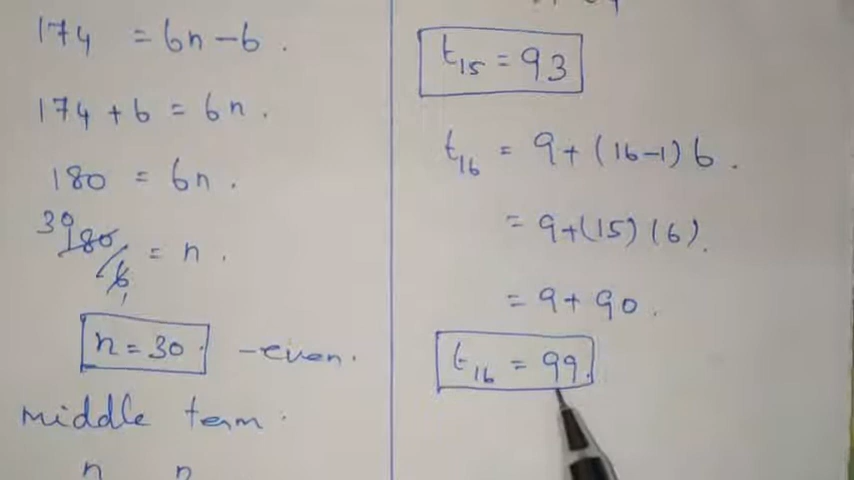 174 = 6n - 6.
174 + 6 = 6n.
180 = 6n.
30
180/6 = n.
1
n = 30. - even.
middle term.
n n
t15 = 93
t16 = 9 + (16-1) 6.
= 9+(15) (6).
= 9 + 90.
t16 = 99.